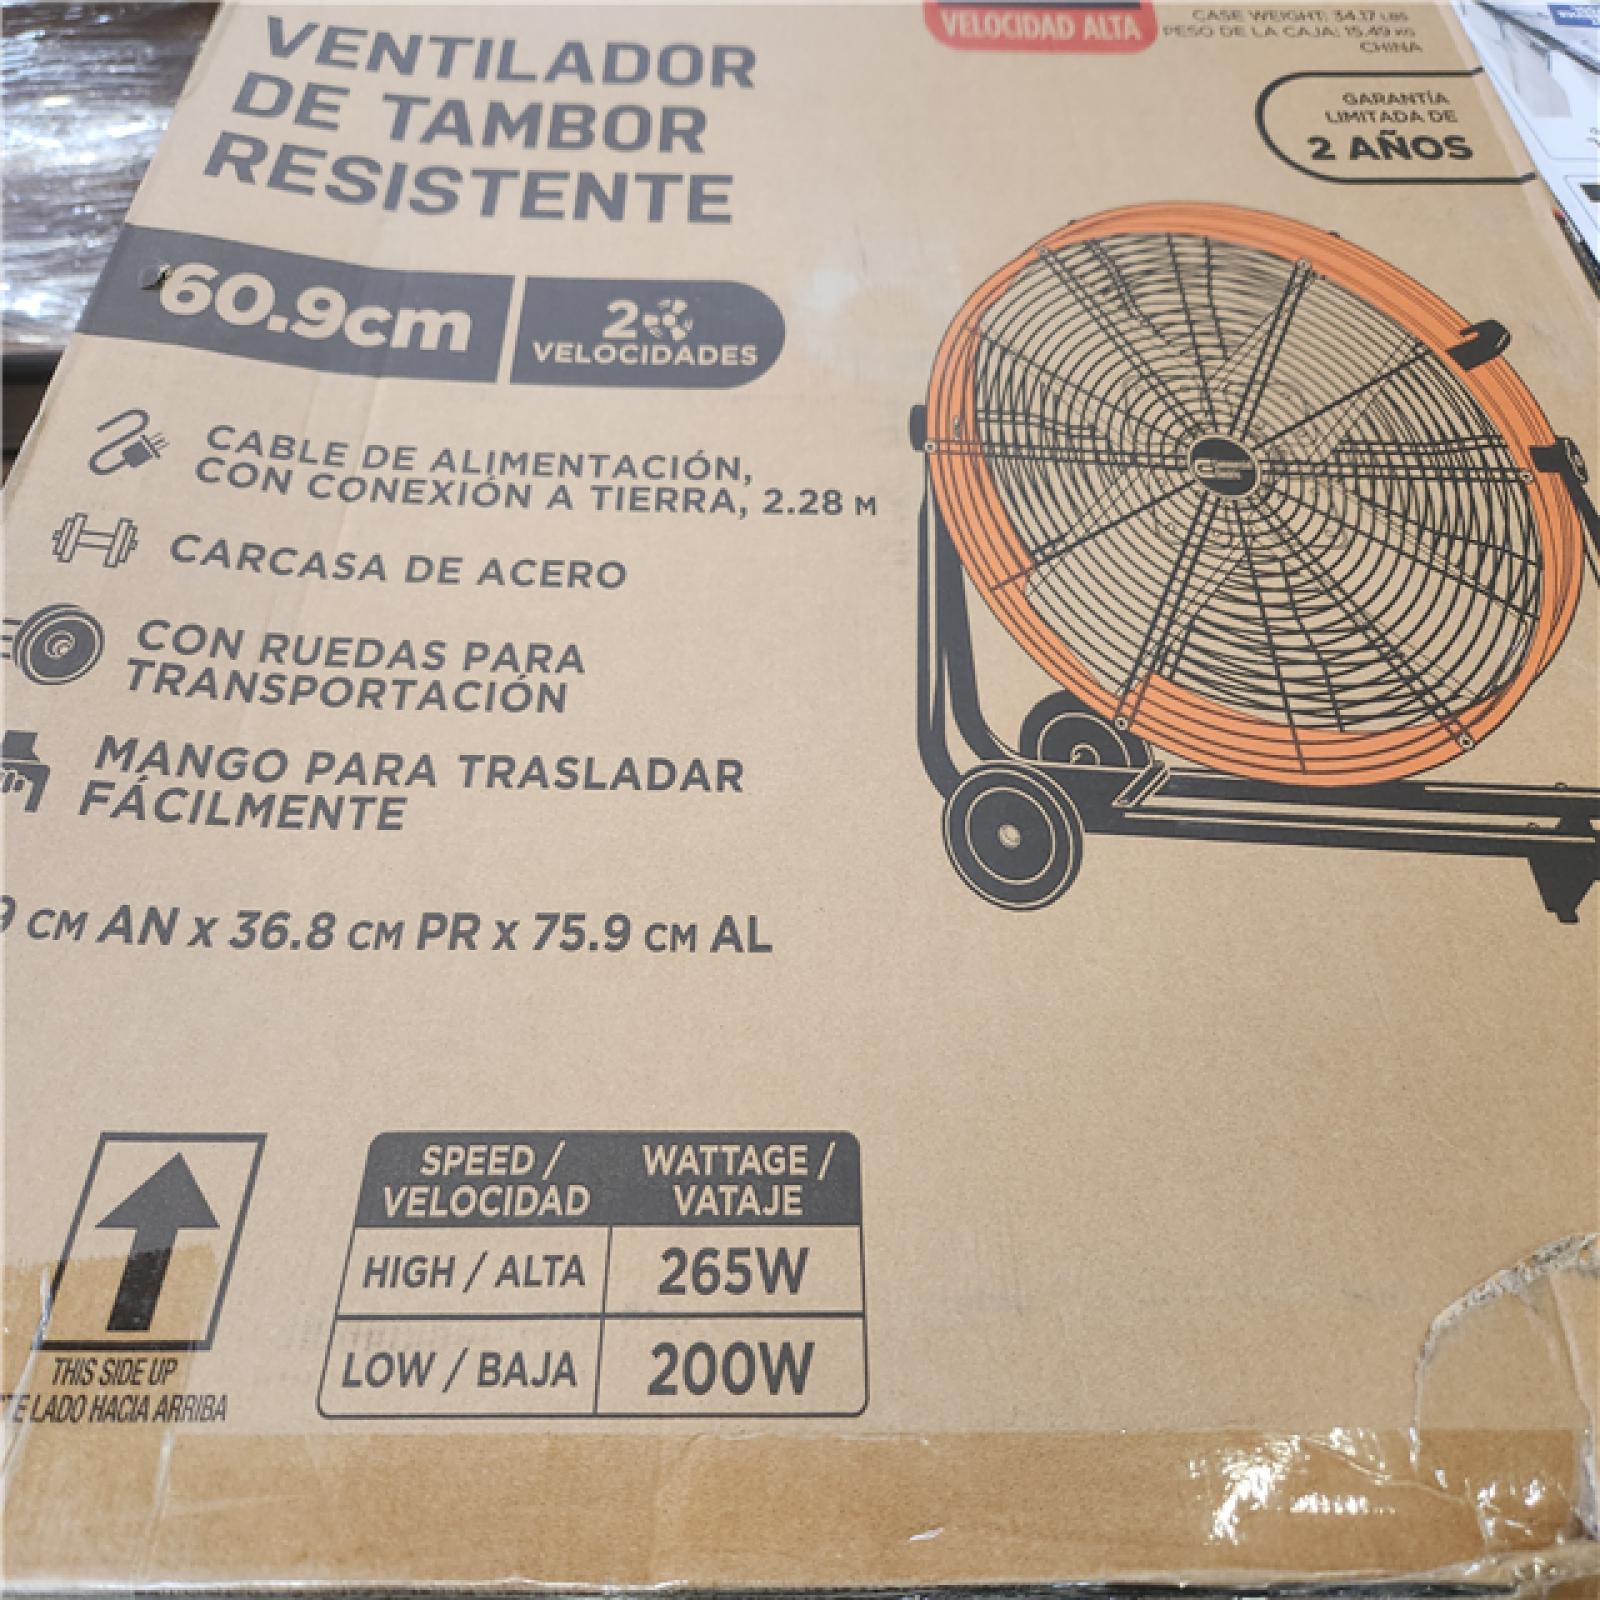 VELOCIDAD ALTA
CASE WEIGHT: 34.17 LBS
PESO DE LA CAJA: 15.49 KG
CHINA
VENTILADOR
DE TAMBOR
RESISTENTE
GARANTÍA
LIMITADA DE
2 AÑOS
60.9cm
2
VELOCIDADES
CABLE DE ALIMENTACIÓN,
CON CONEXIÓN A TIERRA, 2.28 M
CARCASA DE ACERO
CON RUEDAS PARA
TRANSPORTACIÓN
MANGO PARA TRASLADAR
FÁCILMENTE
9 CM AN x 36.8 CM PR x 75.9 CM AL
SPEED / WATTAGE /
VELOCIDAD VATAJE
HIGH / ALTA 265W
LOW / BAJA 200W
THIS SIDE UP
TE LADO HACIA ARRIBA